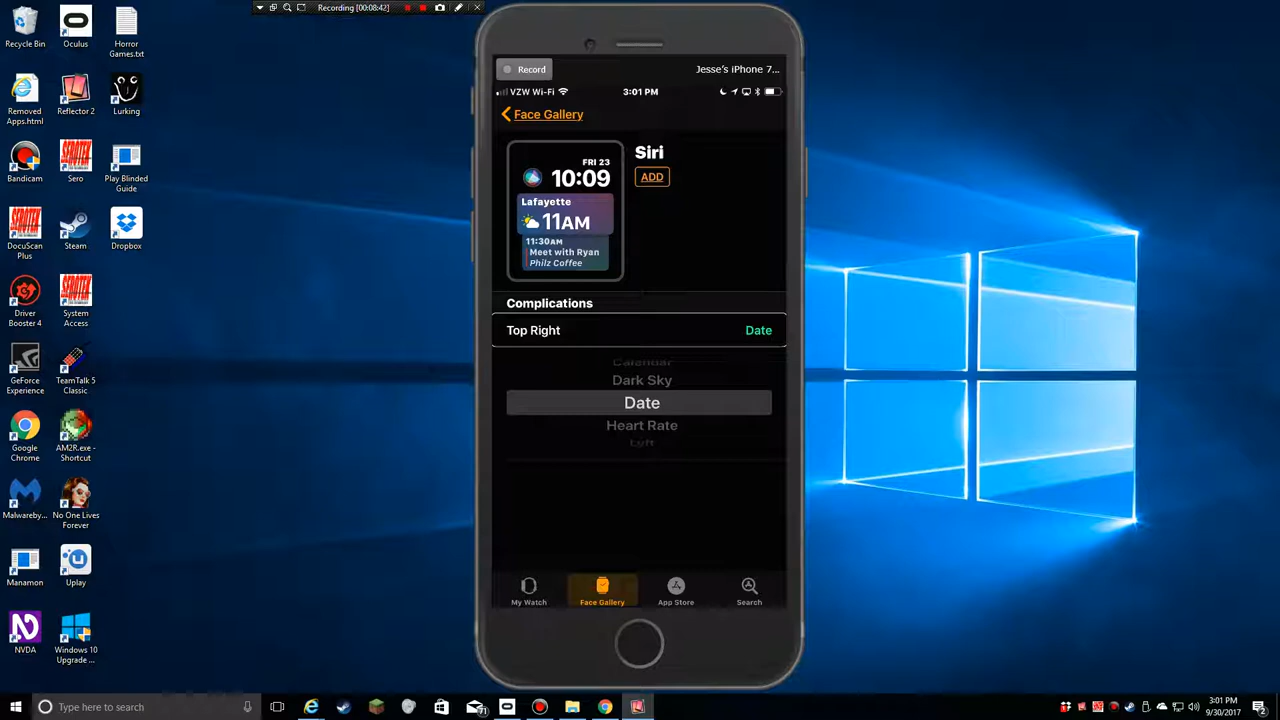 Recording [00:08:42]
Recycle Bin
Oculus
Horror
Games.txt
Removed
Apps.html
Reflector 2
Lurking
Bandicam
Sero
Play Blinded
Guide
DocuScan
Plus
Steam
Dropbox
Driver
Booster 4
System
Access
GeForce
Experience
TeamTalk 5
Classic
Google
Chrome
AM2R.exe -
Shortcut
Malwareby...
No One Lives
Forever
Manamon
Uplay
NVDA
Windows 10
Upgrade ...
Record
Jesse's iPhone 7...
VZW Wi-Fi
3:01 PM
Face Gallery
FRI 23
10:09
Lafayette
11AM
11:30AM
Meet with Ryan
Philz Coffee
Siri
ADD
Complications
Top Right
Date
Calendar
Dark Sky
Date
Heart Rate
Lyft
My Watch
Face Gallery
App Store
Search
Type here to search
71
3:01 PM
9/30/2017
2